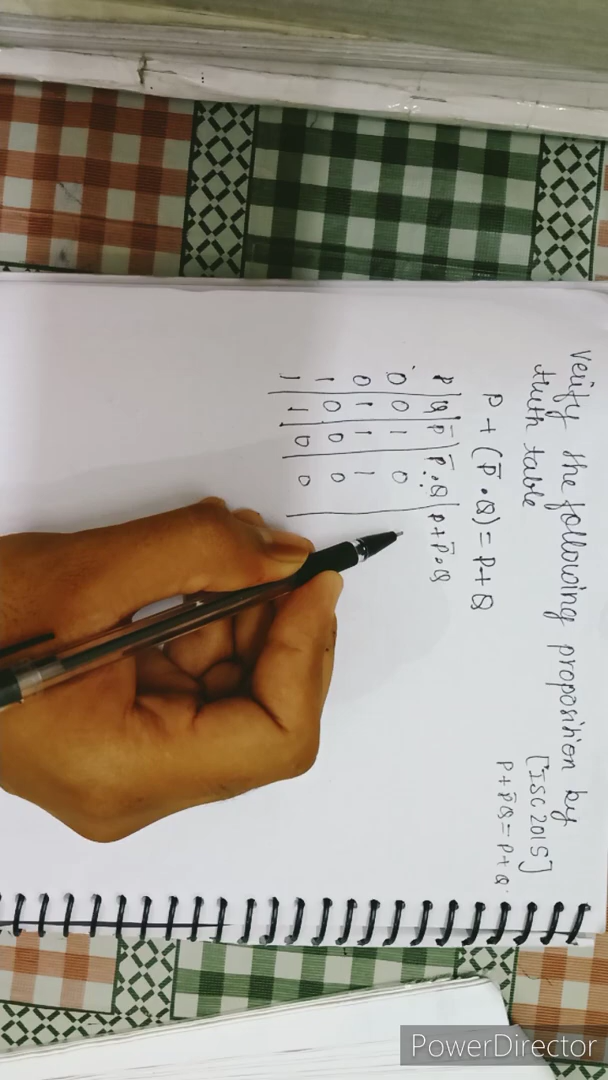 Verify the following proposition by
truth table [ISC 2015]
P + (P̄ • Q) = P + Q P + P̄Q = P + Q
P | Q | P̄ | P̄ • Q | P + P̄ • Q
0 | 0 | 1 | 0
0 | 1 | 1 | 1
1 | 0 | 0 | 0
1 | 1 | 0 | 0
PowerDirector